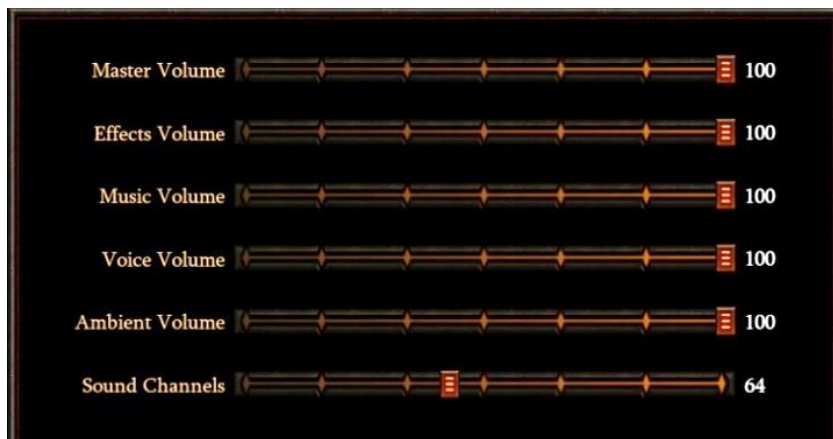 Master Volume 100
Effects Volume 100
Music Volume 100
Voice Volume 100
Ambient Volume 100
Sound Channels 64